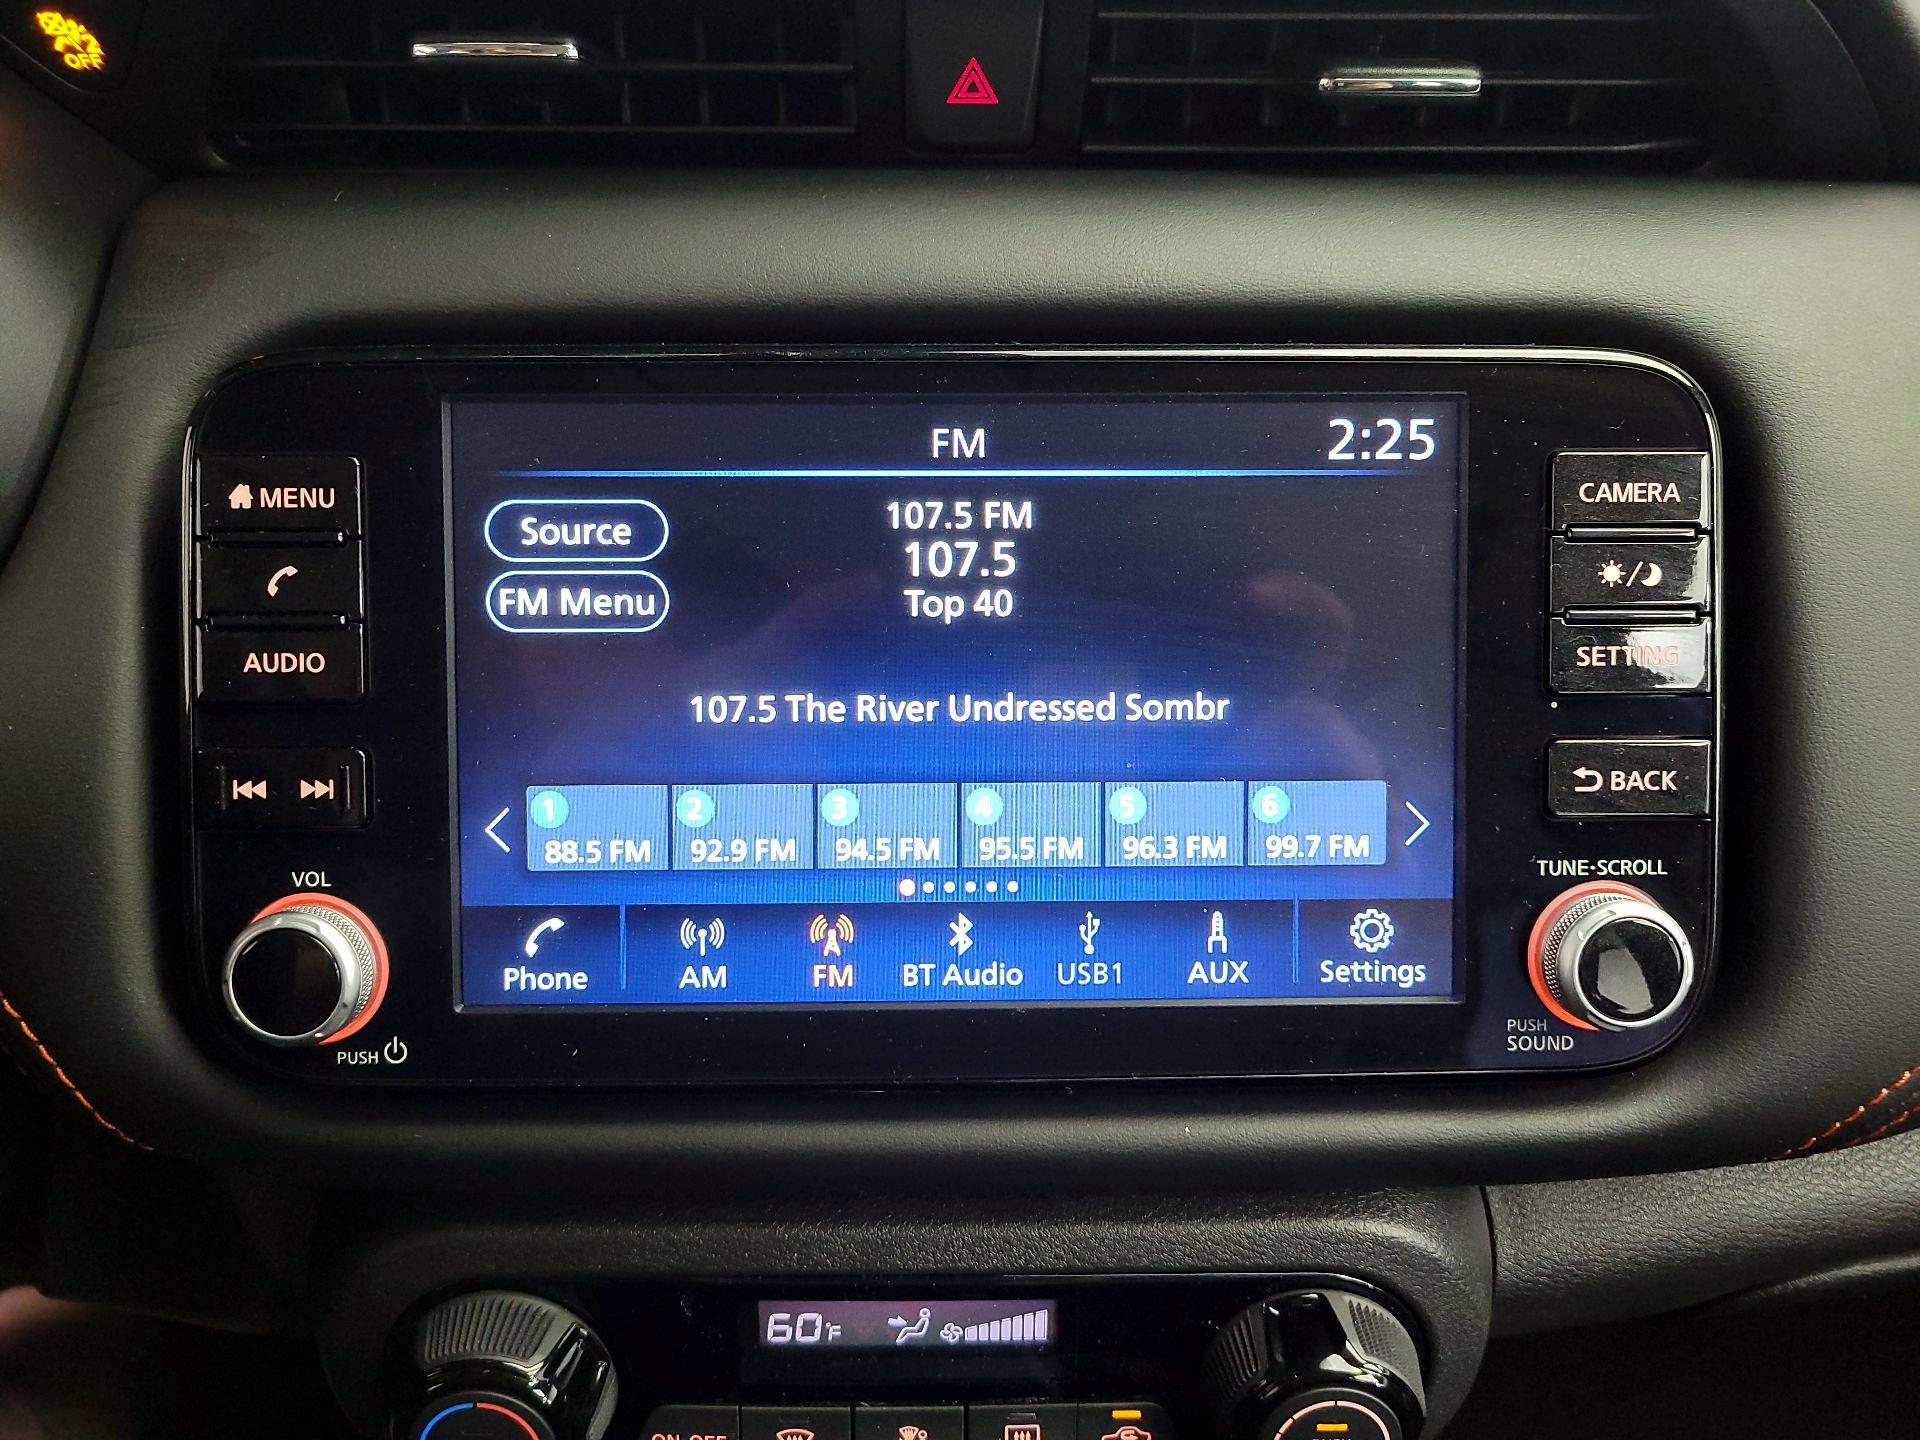 OFF
FM
2:25
MENU
Source
107.5 FM
CAMERA
107.5
FM Menu
Top 40
AUDIO
SETTING
107.5 The River Undressed Sombr
BACK
1
2
3
4
5
6
88.5 FM
92.9 FM
94.5 FM
95.5 FM
96.3 FM
99.7 FM
VOL
TUNE•SCROLL
Phone
AM
FM
BT Audio
USB1
AUX
Settings
PUSH
PUSH
SOUND
60°F
ON·OFF